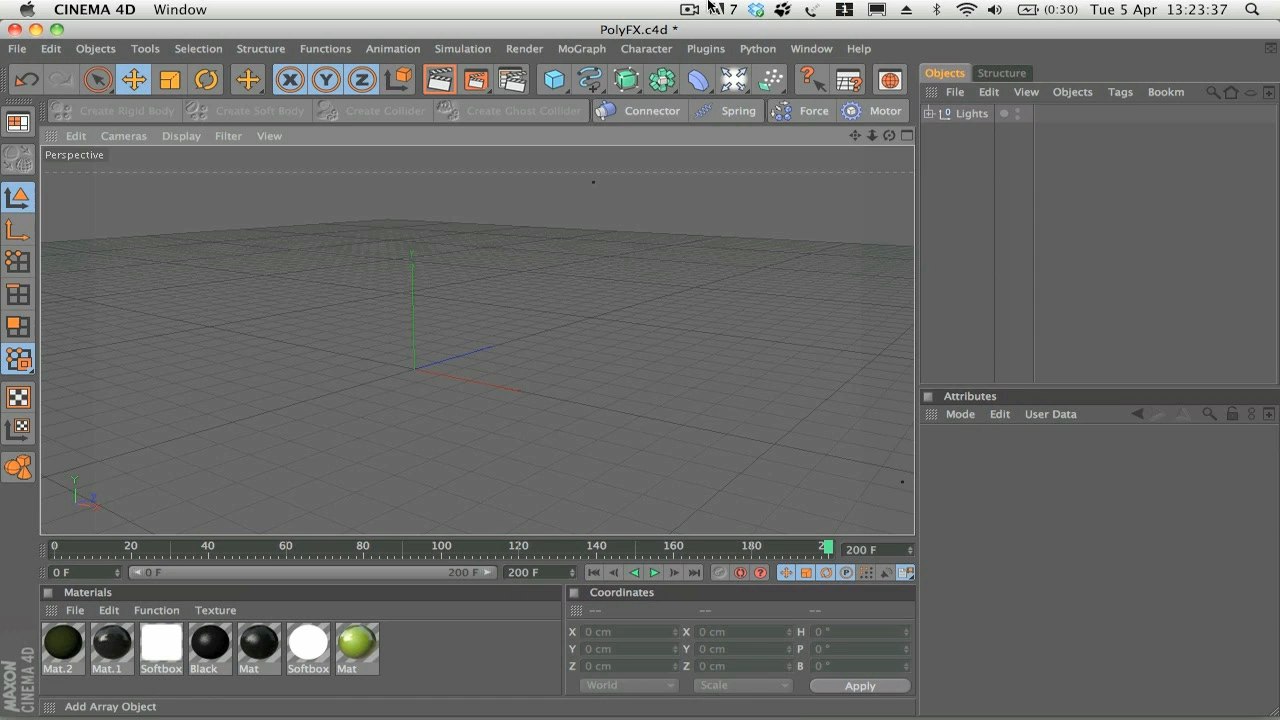 CINEMA 4D Window 7 1 (0:30) Tue 5 Apr 13:23:37
PolyFX.c4d *
File Edit Objects Tools Selection Structure Functions Animation Simulation Render MoGraph Character Plugins Python Window Help
X Y Z
Objects Structure
File Edit View Objects Tags Bookm
Create Rigid Body Create Soft Body Create Collider Create Ghost Collider Connector Spring Force Motor
Lights
Edit Cameras Display Filter View
Perspective
Attributes
Mode Edit User Data
Y
Z
0 20 40 60 80 100 120 140 160 180 2 200 F
0 F 0 F 200 F 200 F
Materials
File Edit Function Texture
Mat.2 Mat.1 Softbox Black Mat Softbox Mat
Coordinates
-- -- --
X 0 cm X 0 cm H 0 °
Y 0 cm Y 0 cm P 0 °
Z 0 cm Z 0 cm B 0 °
World Scale Apply
MAXON CINEMA 4D
Add Array Object